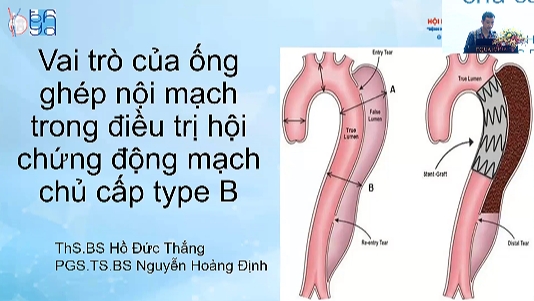 HỘI
Vai trò của ống
ghép nội mạch
trong điều trị hội
chứng động mạch
chủ cấp type B
ThS.BS Hồ Đức Thắng
PGS.TS.BS Nguyễn Hoàng Định
Entry Tear
A
False
Lumen
True
Lumen
B
Re-entry Tear
True Lumen
Stent-Graft
Distal Tear